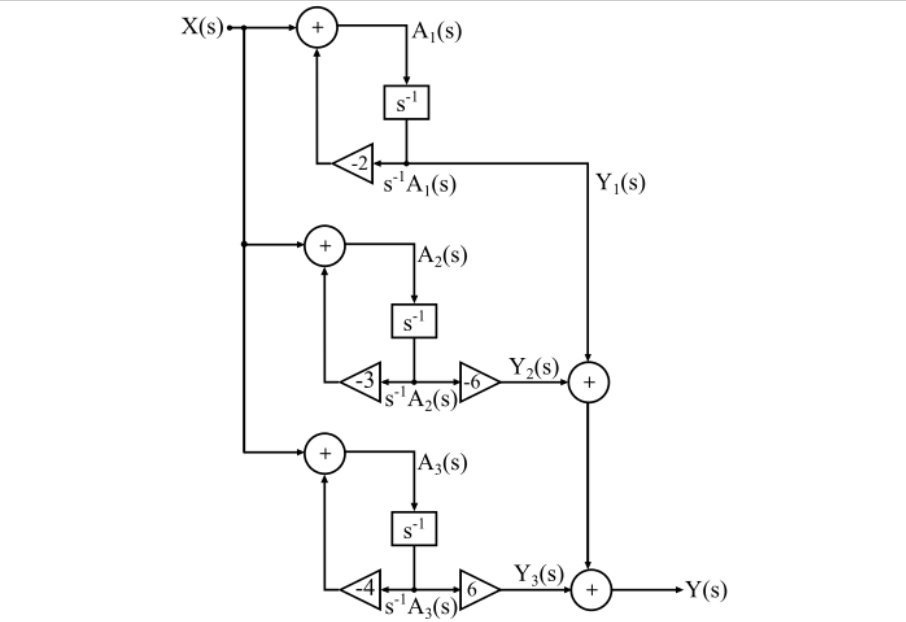 X(s) + A₁(s)
s⁻¹
-2
s⁻¹A₁(s) Y₁(s)
+ A₂(s)
s⁻¹
-3 -6 Y₂(s) +
s⁻¹A₂(s)
+ A₃(s)
s⁻¹
-4 6 Y₃(s) + Y(s)
s⁻¹A₃(s)